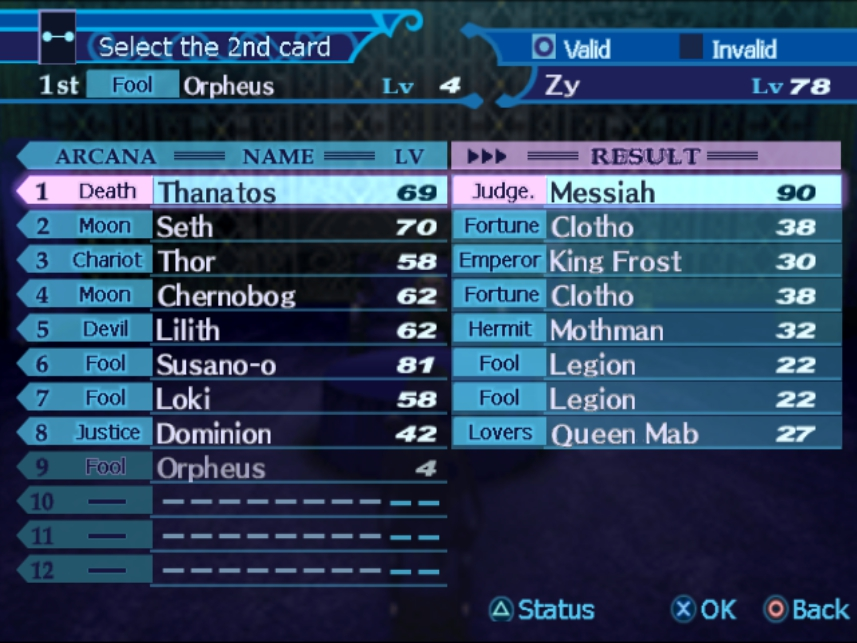 Select the 2nd card
Valid Invalid
1st Fool Orpheus Lv 4 Zy Lv 78
ARCANA NAME LV RESULT
1 Death Thanatos 69 Judge. Messiah 90
2 Moon Seth 70 Fortune Clotho 38
3 Chariot Thor 58 Emperor King Frost 30
4 Moon Chernobog 62 Fortune Clotho 38
5 Devil Lilith 62 Hermit Mothman 32
6 Fool Susano-o 81 Fool Legion 22
7 Fool Loki 58 Fool Legion 22
8 Justice Dominion 42 Lovers Queen Mab 27
9 Fool Orpheus 4
10
11
12
Status OK Back